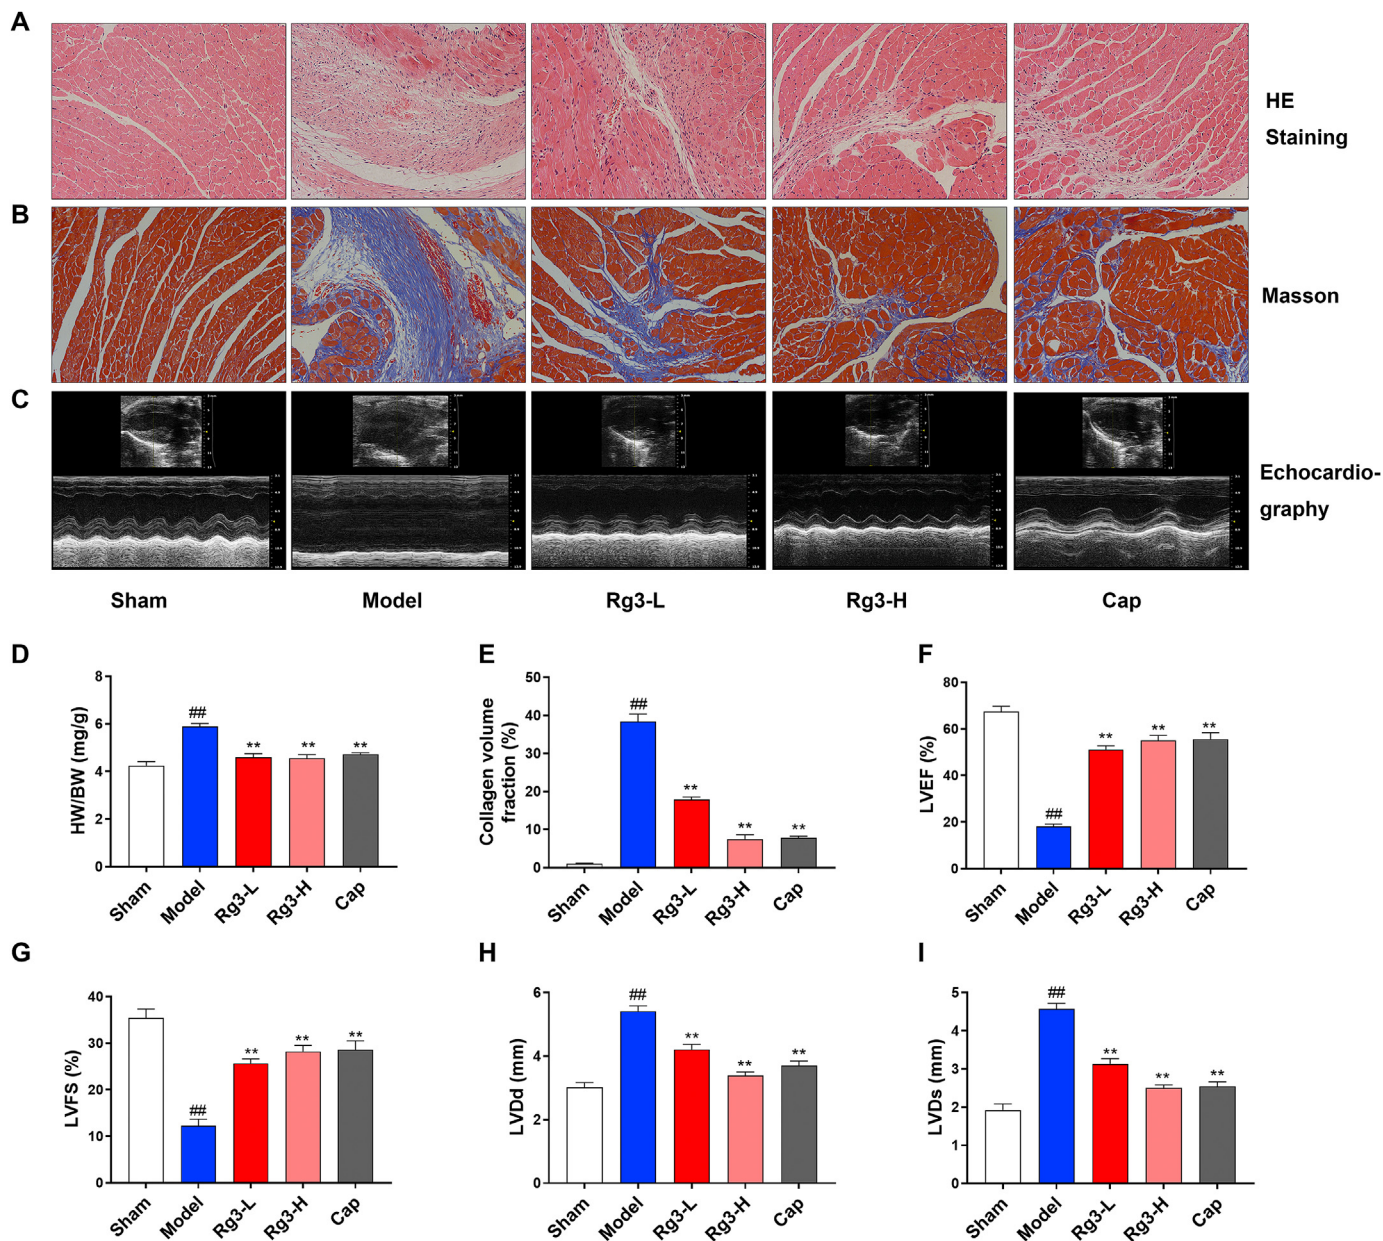 A
HE
Staining
B
Masson
C
Echocardio-
graphy
Sham Model Rg3-L Rg3-H Cap
D
HW/BW (mg/g)
8
6
4
2
0
##
**
**
**
Sham Model Rg3-L Rg3-H Cap
E
Collagen volume
fraction (%)
50
40
30
20
10
0
##
**
**
**
Sham Model Rg3-L Rg3-H Cap
F
LVEF (%)
80
60
40
20
0
##
**
**
**
Sham Model Rg3-L Rg3-H Cap
G
LVFS (%)
40
30
20
10
0
##
**
**
**
Sham Model Rg3-L Rg3-H Cap
H
LVDd (mm)
6
4
2
0
##
**
**
**
Sham Model Rg3-L Rg3-H Cap
I
LVDs (mm)
5
4
3
2
1
0
##
**
**
**
Sham Model Rg3-L Rg3-H Cap